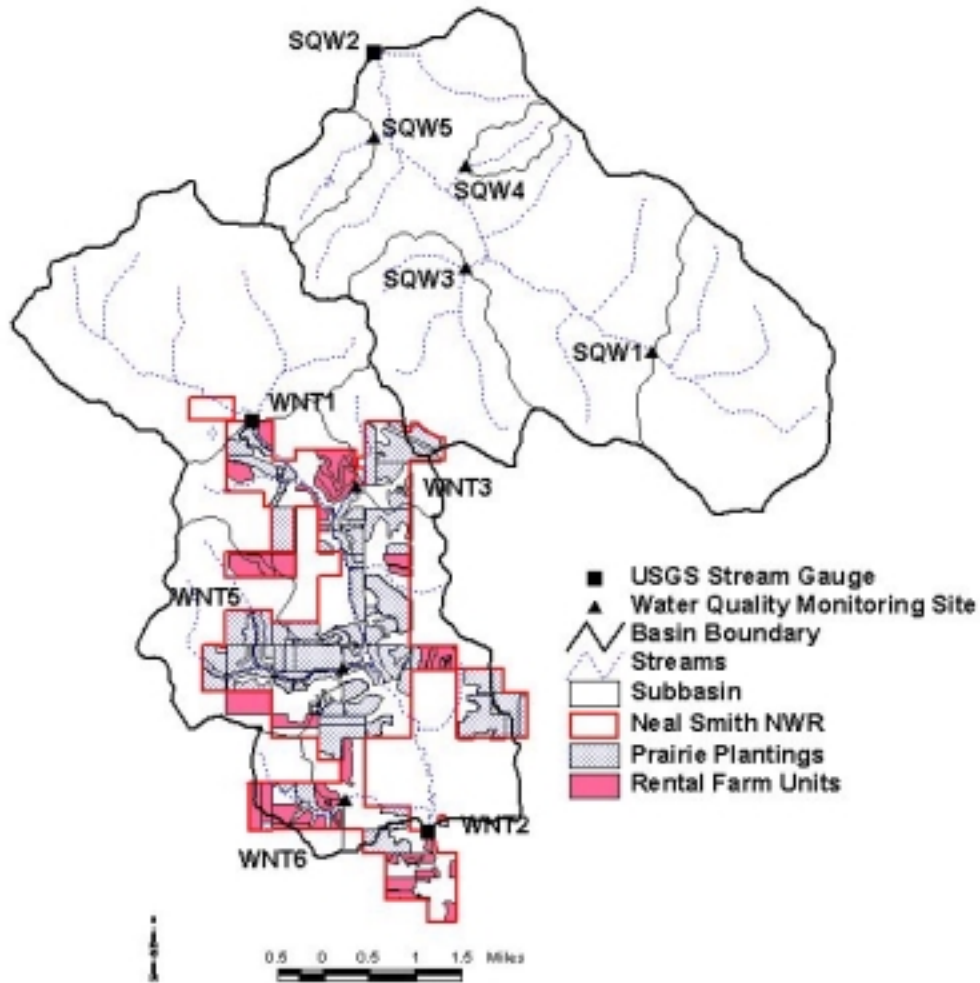 SQW2
SQW5
SQW4
SQW3
SQW1
WNT1
WNT3
WNT5
WNT2
WNT6
USGS Stream Gauge
Water Quality Monitoring Site
Basin Boundary
Streams
Subbasin
Neal Smith NWR
Prairie Plantings
Rental Farm Units
0.5 0 0.5 1 1.5 Miles